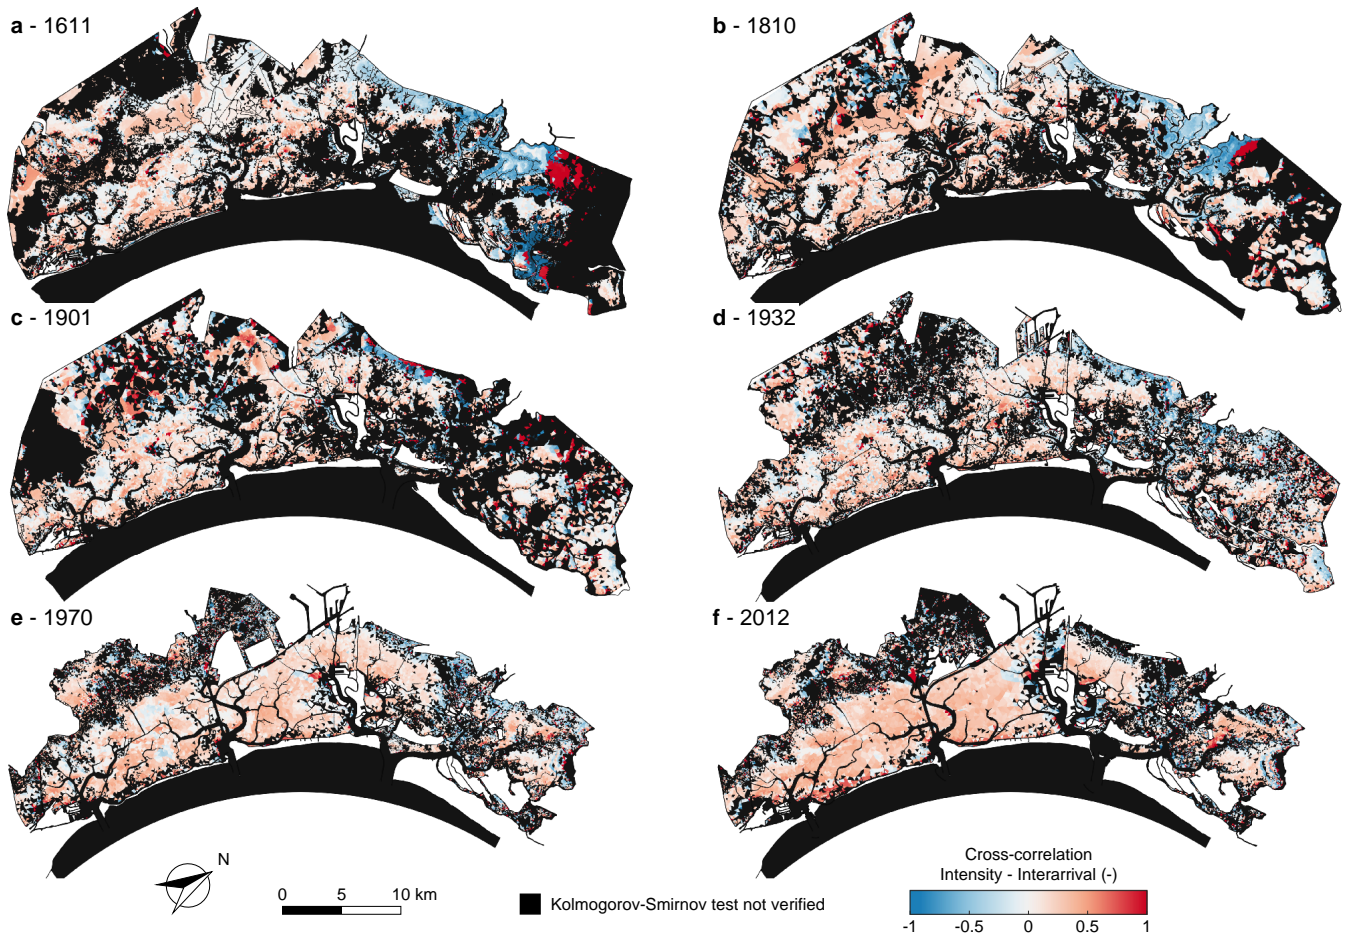 a - 1611
b - 1810
c - 1901
d - 1932
e - 1970
f - 2012
N
0 5 10 km
Kolmogorov-Smirnov test not verified
Cross-correlation
Intensity - Interarrival (-)
-1 -0.5 0 0.5 1